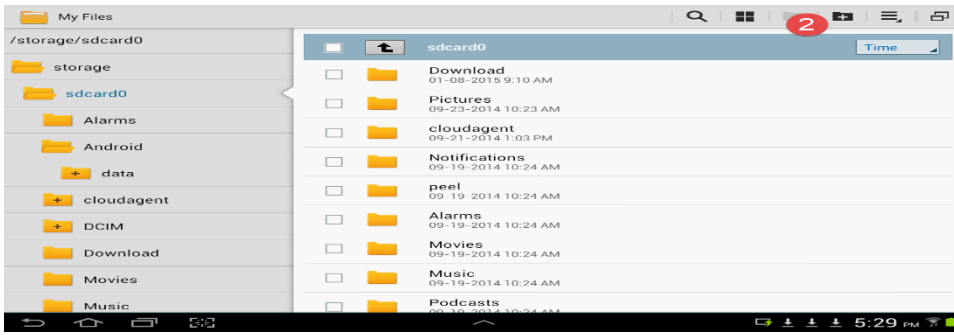 My Files
2
/storage/sdcard0
storage
sdcard0
Alarms
Android
data
cloudagent
DCIM
Download
Movies
Music
sdcard0
Time
Download
01-08-2015 9:10 AM
Pictures
09-23-2014 10:23 AM
cloudagent
09-21-2014 1:03 PM
Notifications
09-19-2014 10:24 AM
peel
09-19-2014 10:24 AM
Alarms
09-19-2014 10:24 AM
Movies
09-19-2014 10:24 AM
Music
09-19-2014 10:24 AM
Podcasts
5:29 PM